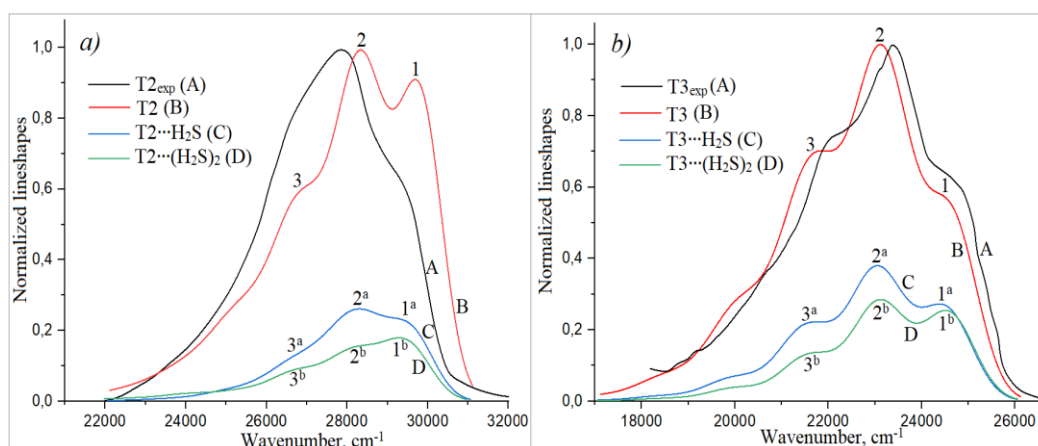 a)
T2exp (A)
T2 (B)
T2···H2S (C)
T2···(H2S)2 (D)
Normalized lineshapes
1,0
0,8
0,6
0,4
0,2
0,0
2
1
3
A
B
2a
1a
C
3a
2b
1b
D
3b
22000 24000 26000 28000 30000 32000
Wavenumber, cm-1
b)
T3exp (A)
T3 (B)
T3···H2S (C)
T3···(H2S)2 (D)
Normalized lineshapes
1,0
0,8
0,6
0,4
0,2
0,0
2
3
1
B
A
2a
C
1a
3a
2b
D
1b
3b
18000 20000 22000 24000 26000
Wavenumber, cm-1